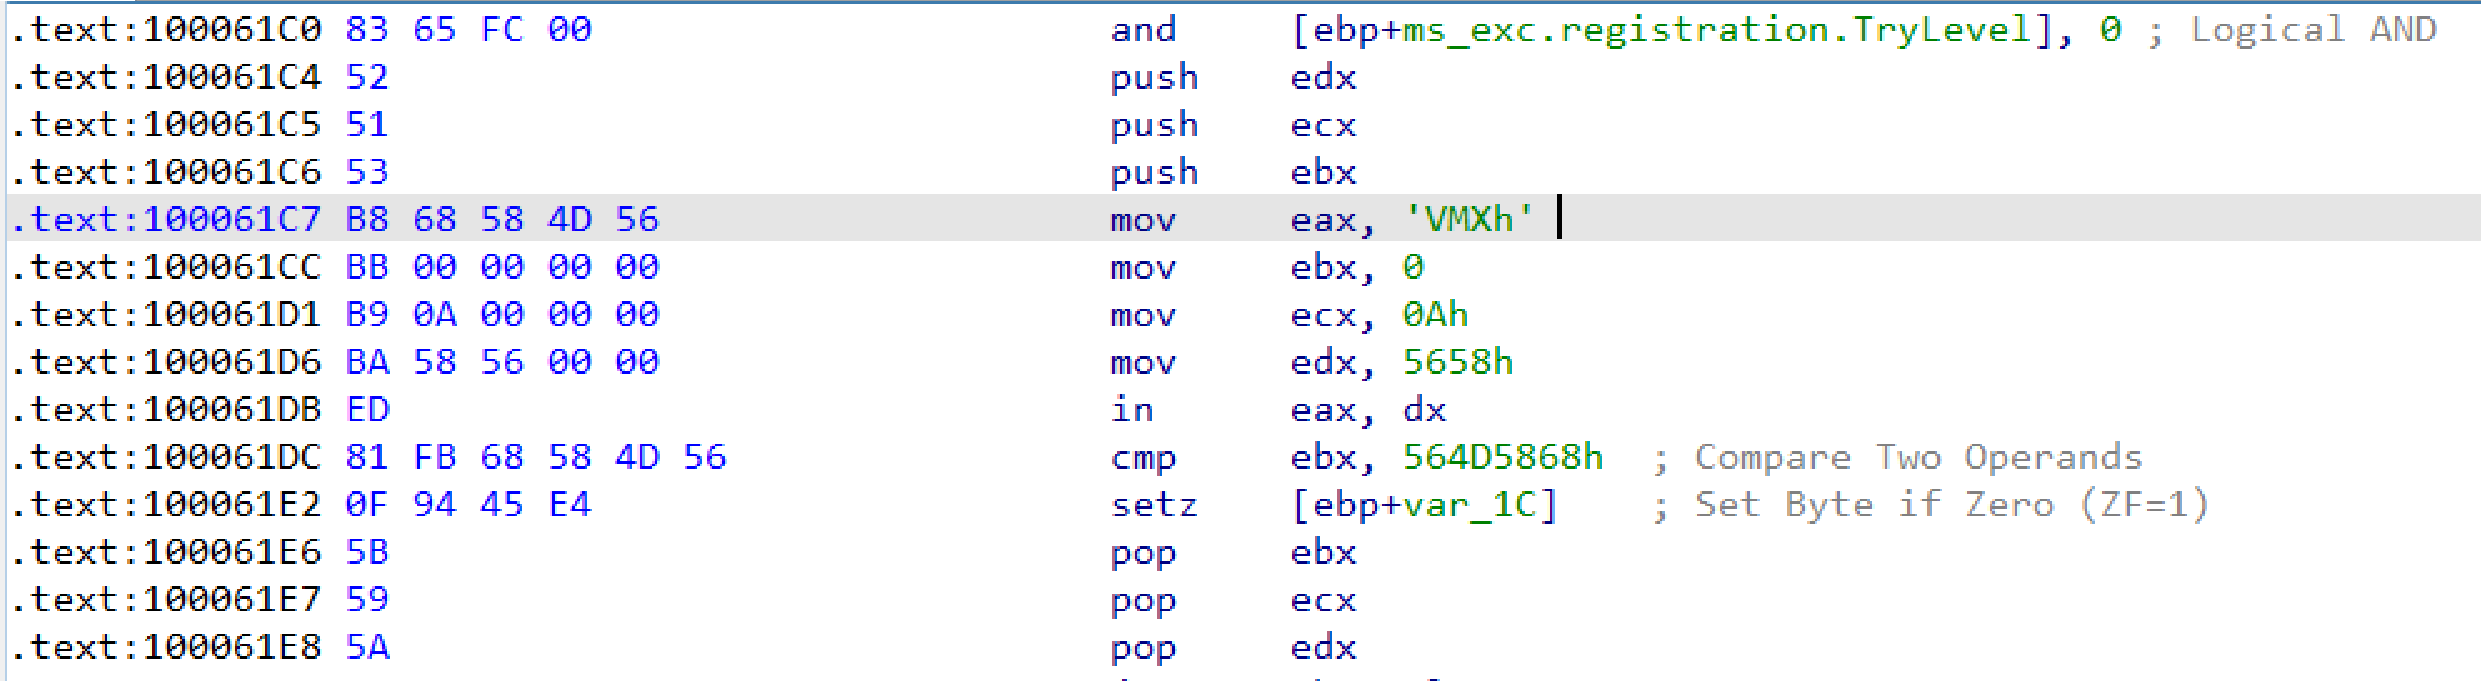 .text:100061C0 83 65 FC 00 and [ebp+ms_exc.registration.TryLevel], 0 ; Logical AND
.text:100061C4 52 push edx
.text:100061C5 51 push ecx
.text:100061C6 53 push ebx
.text:100061C7 B8 68 58 4D 56 mov eax, 'VMXh'
.text:100061CC BB 00 00 00 00 mov ebx, 0
.text:100061D1 B9 0A 00 00 00 mov ecx, 0Ah
.text:100061D6 BA 58 56 00 00 mov edx, 5658h
.text:100061DB ED in eax, dx
.text:100061DC 81 FB 68 58 4D 56 cmp ebx, 564D5868h ; Compare Two Operands
.text:100061E2 0F 94 45 E4 setz [ebp+var_1C] ; Set Byte if Zero (ZF=1)
.text:100061E6 5B pop ebx
.text:100061E7 59 pop ecx
.text:100061E8 5A pop edx